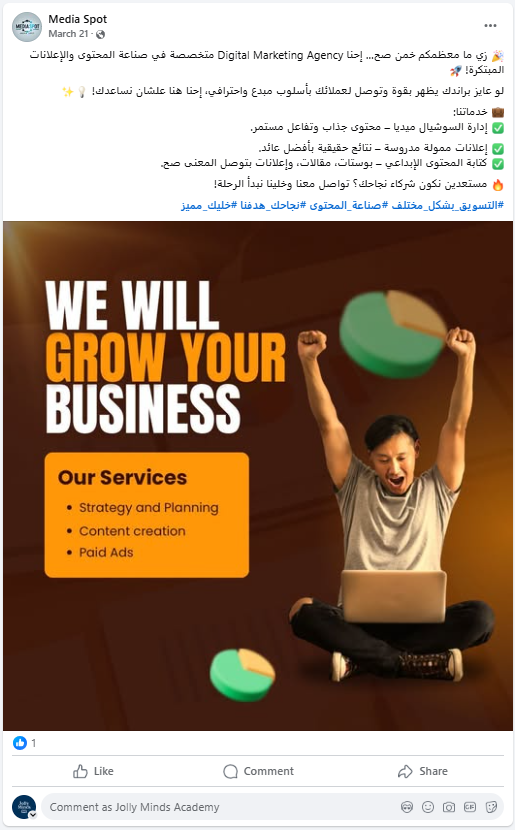 Media Spot
March 21
🎉 زي ما معظمكم خمن صح... إحنا Digital Marketing Agency متخصصة في صناعة المحتوى والإعلانات
المبتكرة! 🚀
لو عايز براندك يظهر بقوة وتوصل لعملائك بأسلوب مبدع واحترافي، إحنا هنا علشان نساعدك! 💡✨
💼 خدماتنا:
✅ إدارة السوشيال ميديا – محتوى جذاب وتفاعل مستمر.
✅ إعلانات ممولة مدروسة – نتائج حقيقية بأفضل عائد.
✅ كتابة المحتوى الإبداعي – بوستات، مقالات، وإعلانات بتوصل المعنى صح.
🔥 مستعدين نكون شركاء نجاحك؟ تواصل معنا وخلينا نبدأ الرحلة!
#التسويق_بشكل_مختلف #صناعة_المحتوى #نجاحك_هدفنا #خليك_مميز
WE WILL
GROW YOUR
BUSINESS
Our Services
• Strategy and Planning
• Content creation
• Paid Ads
1
Like Comment Share
Comment as Jolly Minds Academy